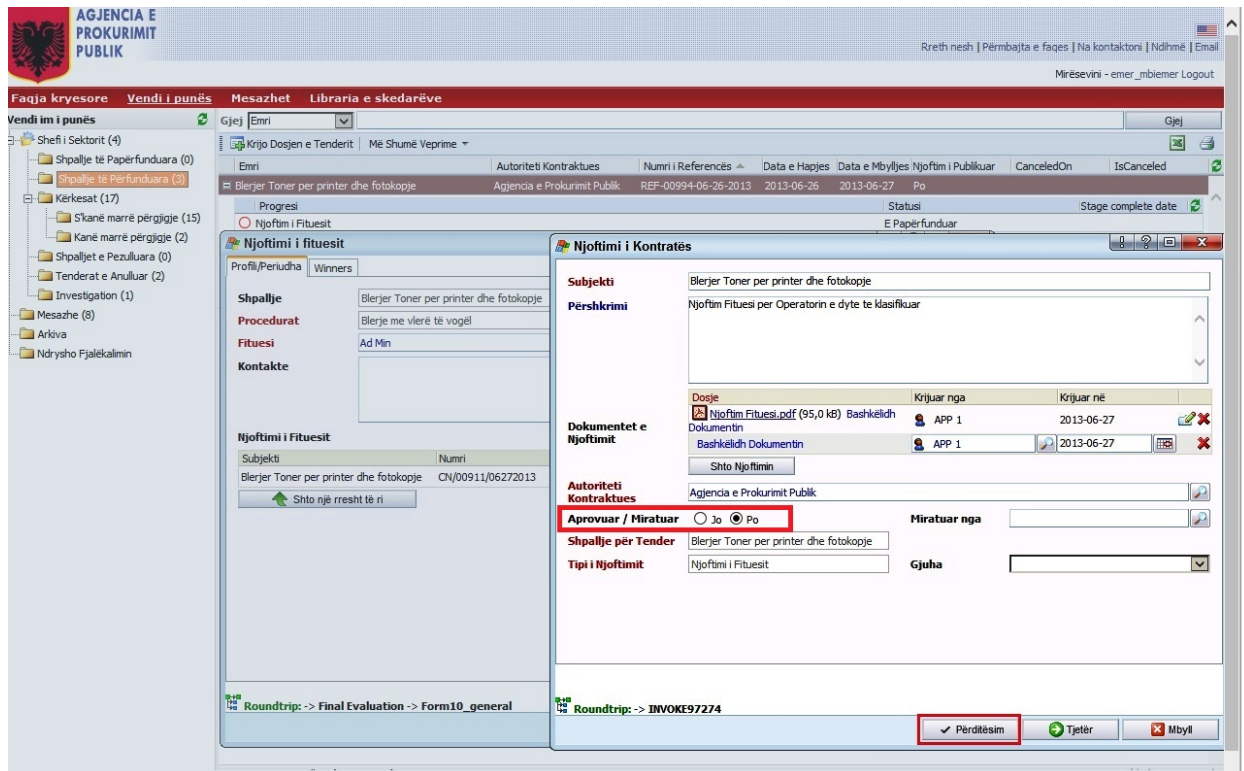 AGJENCIA E
PROKURIMIT
PUBLIK
Rreth nesh | Përmbajta e faqes | Na kontaktoni | Ndihmë | Email
Mirësevini - emer_mbiemer Logout
Faqja kryesore Vendi i punës Mesazhet Libraria e skedarëve
Vendi im i punës
Gjej Emri Gjej
Shefi i Sektorit (4)
Krijo Dosjen e Tenderit Më Shumë Veprime
Shpallje të Papërfunduara (0)
Emri Autoriteti Kontraktues Numri i Referencës Data e Hapjes Data e Mbylljes Njoftim i Publikuar CanceledOn IsCanceled
Shpallje të Përfunduara (3)
Blerjer Toner per printer dhe fotokopje Agjencia e Prokurimit Publik REF-00994-06-26-2013 2013-06-26 2013-06-27 Po
Kërkesat (17)
Progresi Statusi Stage complete date
S'kanë marrë përgjigje (15)
Njoftim i Fituesit E Papërfunduar
Kanë marrë përgjigje (2)
Shpalljet e Pezulluara (0)
Tenderat e Anulluar (2)
Investigation (1)
Mesazhe (8)
Arkiva
Ndrysho Fjalëkalimin
Njoftimi i fituesit
Profili/Periudha Winners
Shpallje Blerjer Toner per printer dhe fotokopje
Procedurat Blerje me vlerë të vogël
Fituesi Ad Min
Kontakte
Njoftimi i Fituesit
Subjekti Numri
Blerjer Toner per printer dhe fotokopje CN/00911/06272013
Shto një rresht të ri
Roundtrip: -> Final Evaluation -> Form10_general
Njoftimi i Kontratës
Subjekti Blerjer Toner per printer dhe fotokopje
Përshkrimi Njoftim Fituesi per Operatorin e dyte te klasifikuar
Dosje Krijuar nga Krijuar në
Njoftim Fituesi.pdf (95,0 kB) Bashkëlidh
Dokumentin APP 1 2013-06-27
Dokumentet e
Njoftimit
Bashkëlidh Dokumentin APP 1 2013-06-27
Shto Njoftimin
Autoriteti
Kontraktues Agjencia e Prokurimit Publik
Aprovuar / Miratuar Jo Po Miratuar nga
Shpallje për Tender Blerjer Toner per printer dhe fotokopje
Tipi i Njoftimit Njoftimi i Fituesit Gjuha
Roundtrip: -> INVOKE97274
Përditësim Tjetër Mbyll